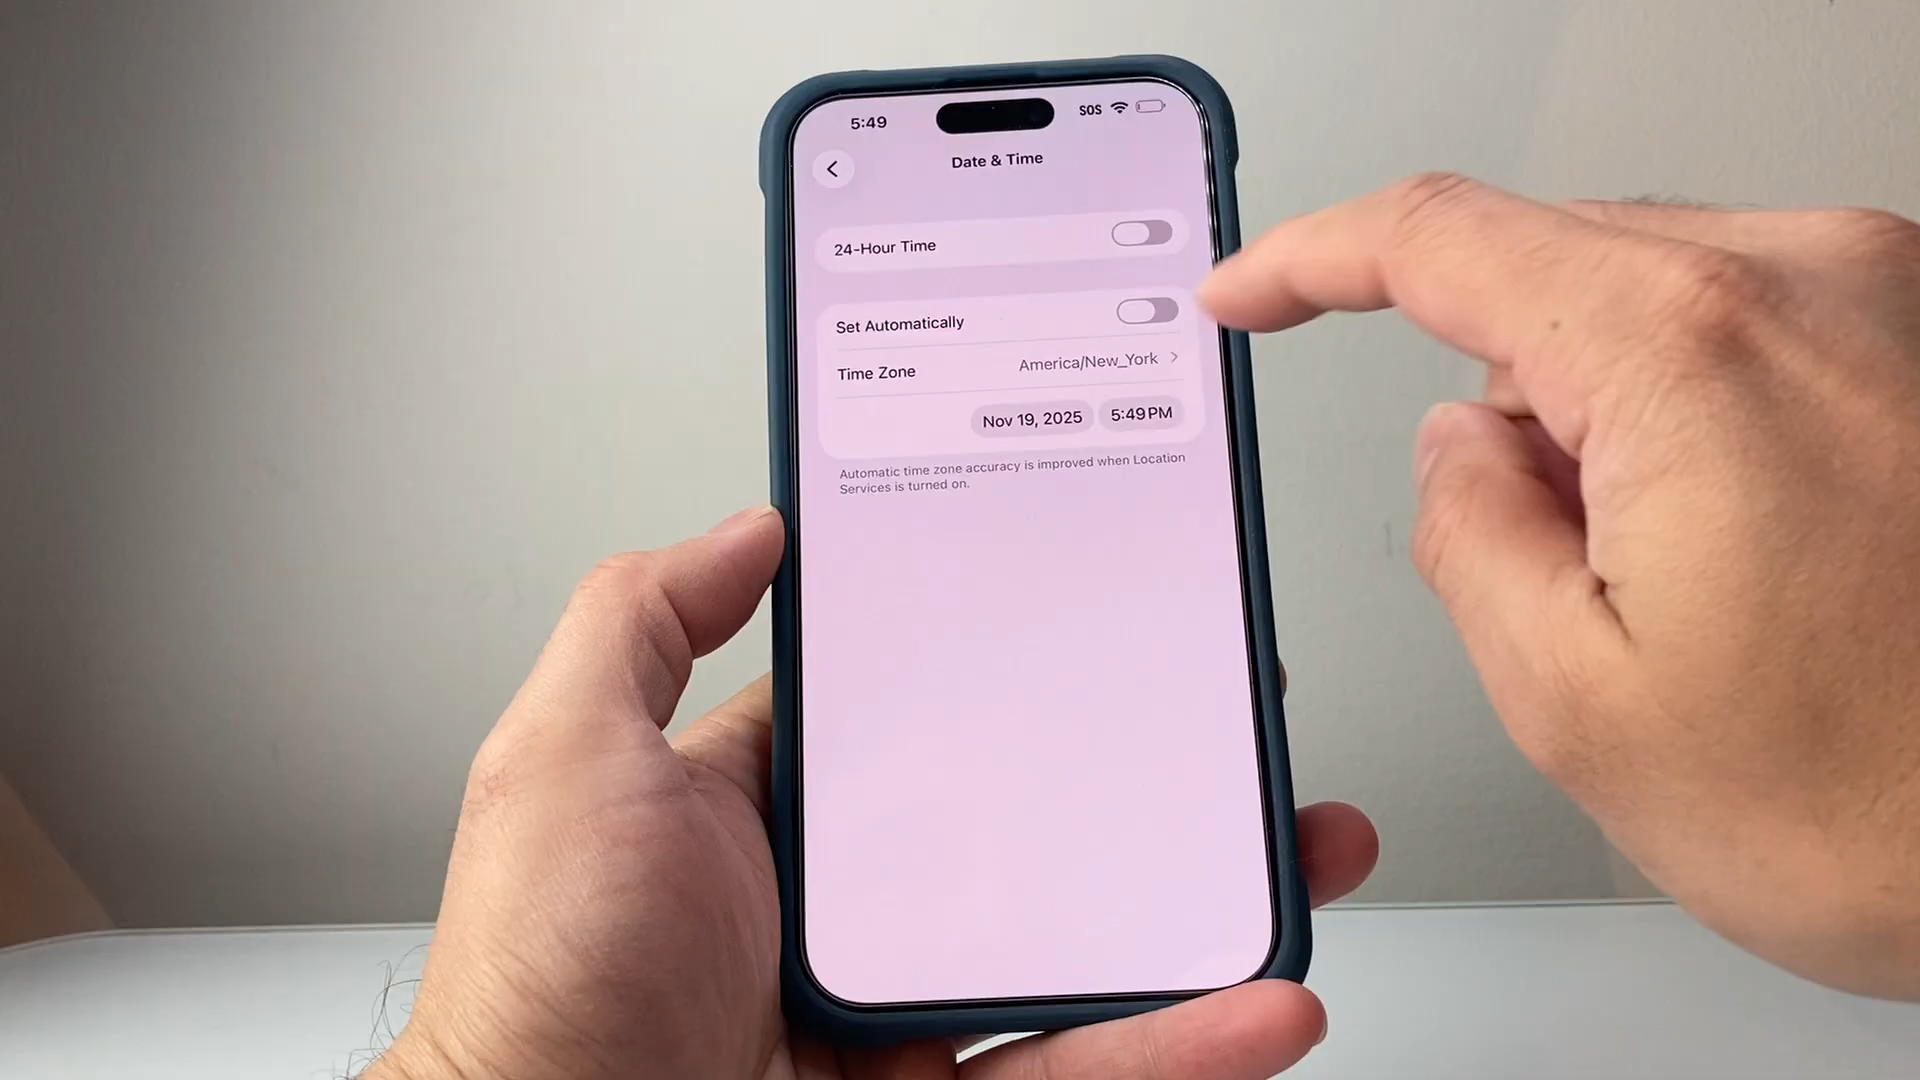 5:49
SOS
Date & Time
24-Hour Time
Set Automatically
Time Zone America/New_York
Nov 19, 2025 5:49 PM
Automatic time zone accuracy is improved when Location
Services is turned on.